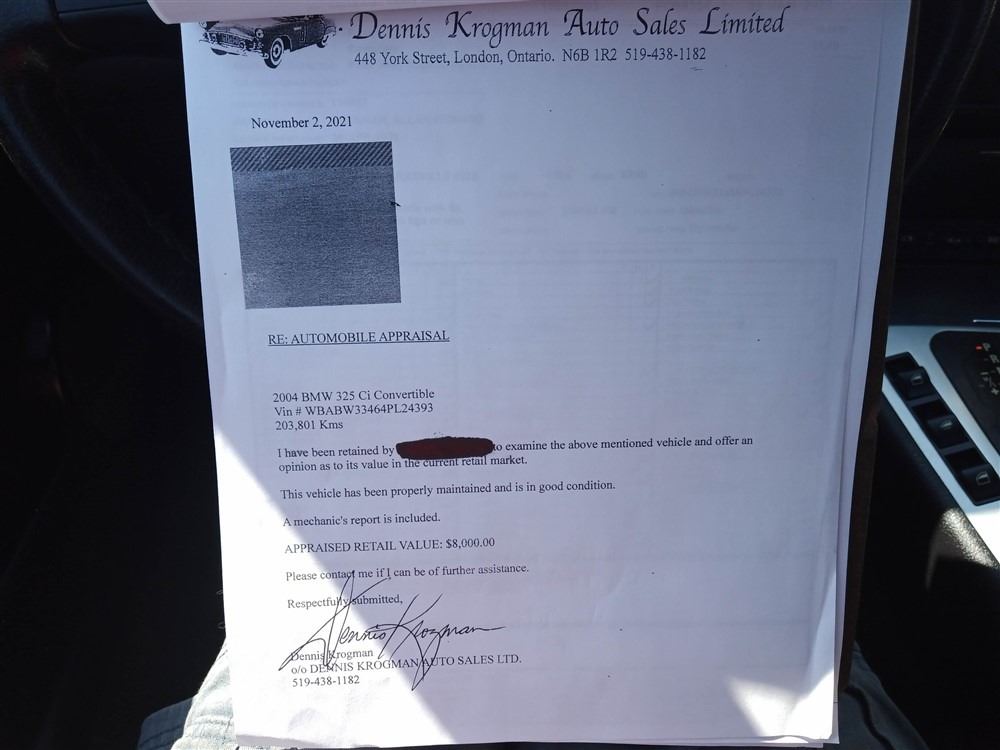 Dennis Krogman Auto Sales Limited
448 York Street, London, Ontario. N6B 1R2 519-438-1182
November 2, 2021
RE: AUTOMOBILE APPRAISAL
2004 BMW 325 Ci Convertible
Vin # WBABW33464PL24393
203,801 Kms
I have been retained by to examine the above mentioned vehicle and offer an
opinion as to its value in the current retail market.
This vehicle has been properly maintained and is in good condition.
A mechanic's report is included.
APPRAISED RETAIL VALUE: $8,000.00
Please contact me if I can be of further assistance.
Respectfully submitted,
Dennis Krogman
Dennis Krogman
o/o DENNIS KROGMAN AUTO SALES LTD.
519-438-1182